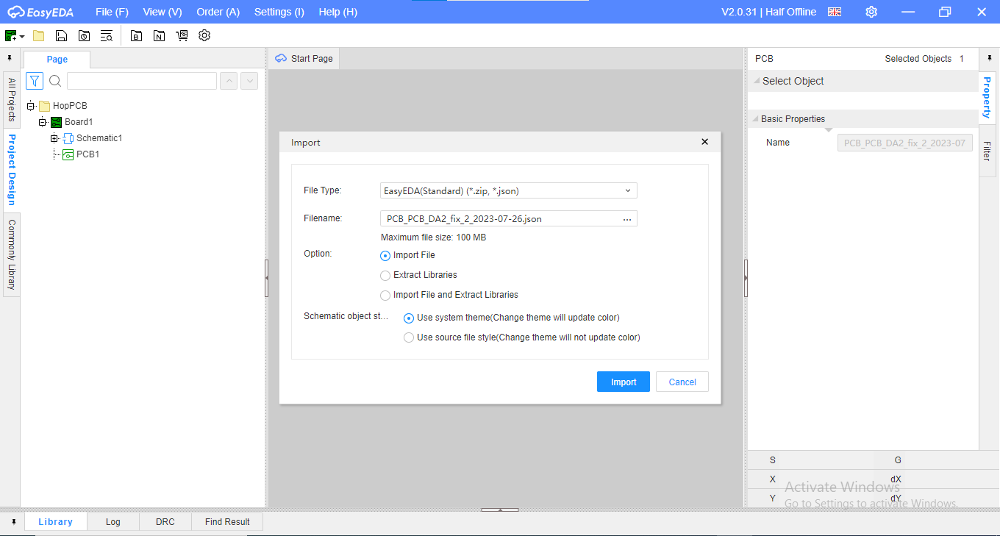 EasyEDA File (F) View (V) Order (A) Settings (I) Help (H) V2.0.31 | Half Offline
Page
Start Page
PCB Selected Objects 1
Select Object
Basic Properties
Name PCB_PCB_DA2_fix_2_2023-07
All Projects
Project Design
Commonly Library
HopPCB
Board1
Schematic1
PCB1
Import
File Type: EasyEDA(Standard) (*.zip, *.json)
Filename: PCB_PCB_DA2_fix_2_2023-07-26.json ...
Maximum file size: 100 MB
Option: Import File
Extract Libraries
Import File and Extract Libraries
Schematic object st... Use system theme(Change theme will update color)
Use source file style(Change theme will not update color)
Import Cancel
Property
Filter
S G
X dX
Y dY
Activate Windows
Go to Settings to activate Windows.
Library Log DRC Find Result